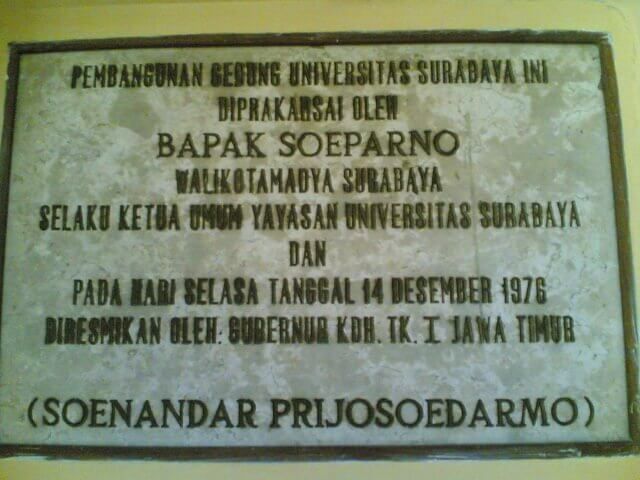 PEMBANGUNAN GEDUNG UNIVERSITAS SURABAYA INI
DIPRAKARSAI OLEH
BAPAK SOEPARNO
WALIKOTAMADYA SURABAYA
SELAKU KETUA UMUM YAYASAN UNIVERSITAS SURABAYA
DAN
PADA HARI SELASA TANGGAL 14 DESEMBER 1976
DIRESMIKAN OLEH: GUBERNUR KDH. TK. I JAWA TIMUR
(SOENANDAR PRIJOSOEDARMO)